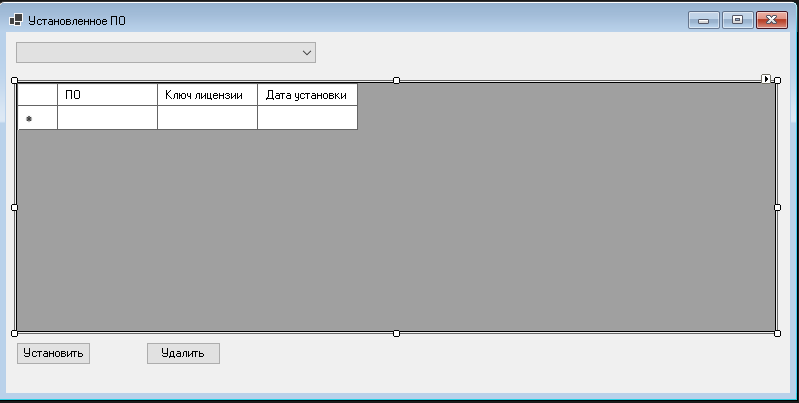 Установленное ПО
ПО Ключ лицензии Дата установки
Установить Удалить